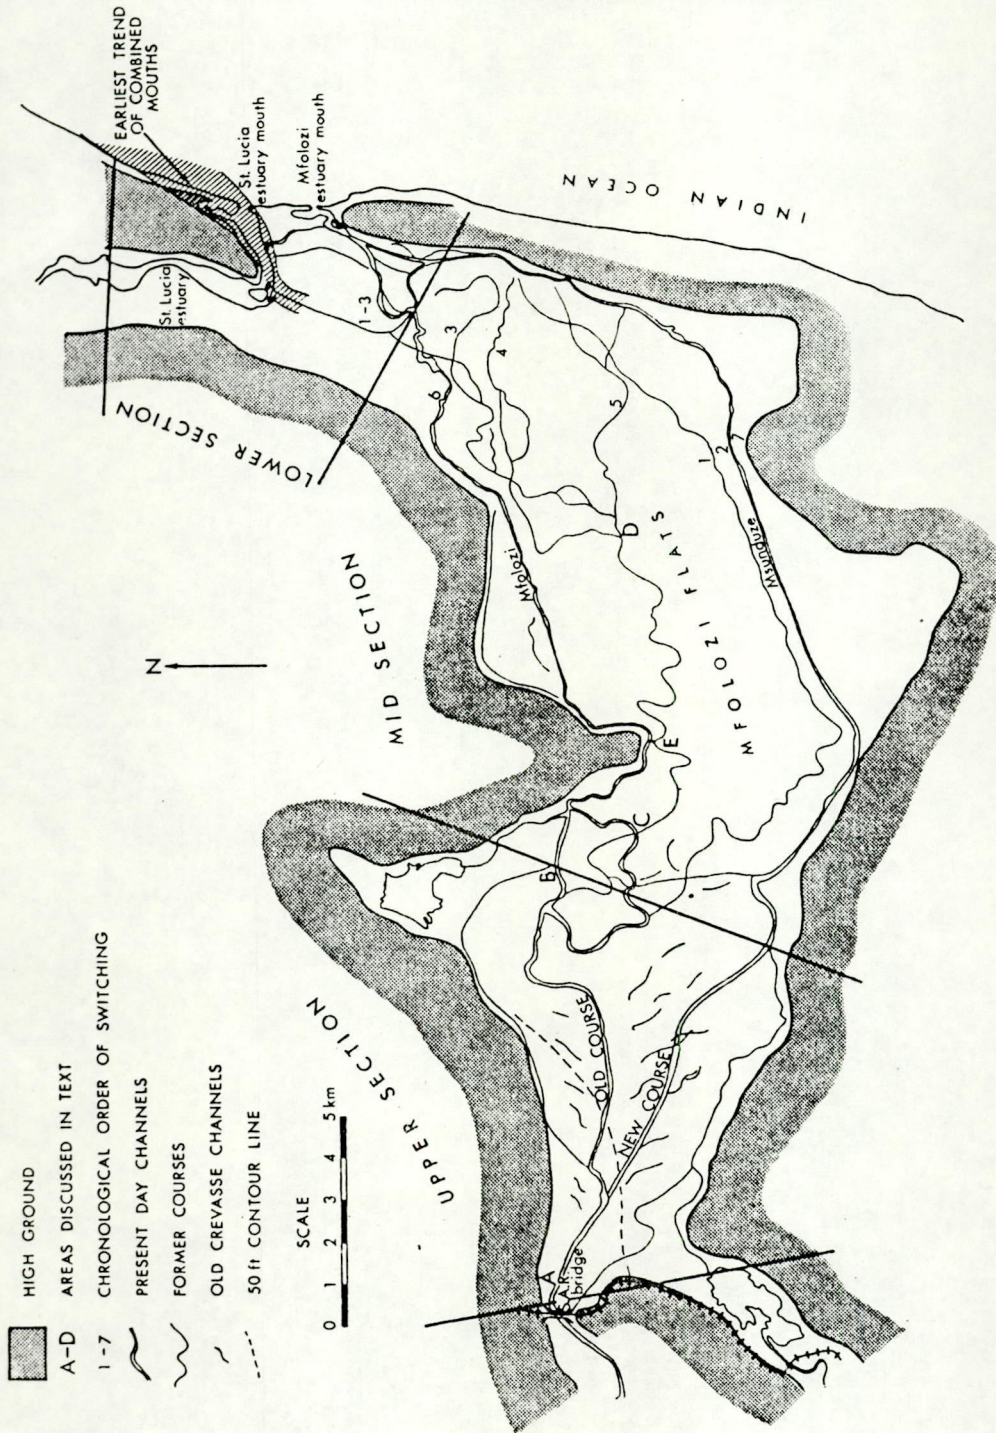 HIGH GROUND
A-D AREAS DISCUSSED IN TEXT
1-7 CHRONOLOGICAL ORDER OF SWITCHING
PRESENT DAY CHANNELS
FORMER COURSES
OLD CREVASSE CHANNELS
50 ft CONTOUR LINE
SCALE
0 1 2 3 4 5 km
UPPER SECTION
MID SECTION
LOWER SECTION
N
EARLIEST TREND
OF COMBINED
MOUTHS
St. Lucia
estuary mouth
Mfolozi
estuary mouth
St. Lucia
estuary
INDIAN OCEAN
1-3
3
4
6
5
1
2
7
Mfolozi
D
MFOLOZI FLATS
Msunduze
E
C
B
OLD COURSE
NEW COURSE
A
A.R.
bridge